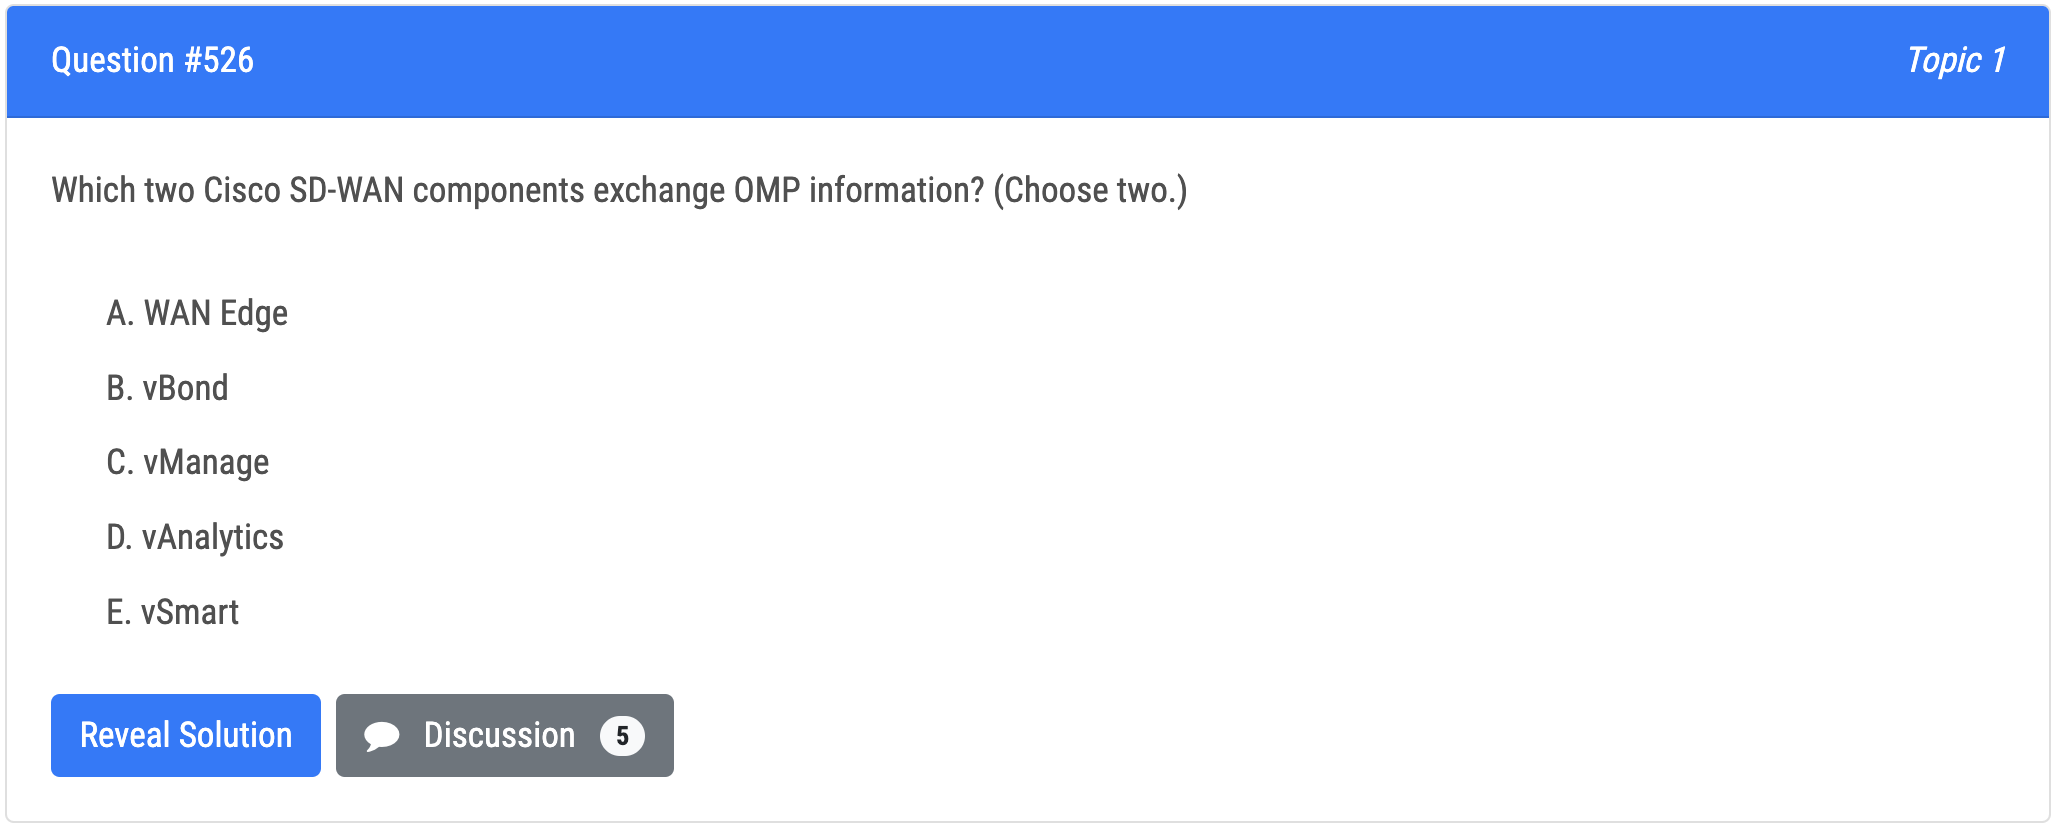 Question #526
Topic 1
Which two Cisco SD-WAN components exchange OMP information? (Choose two.)
A. WAN Edge
B. vBond
C. vManage
D. vAnalytics
E. vSmart
Reveal Solution
Discussion 5